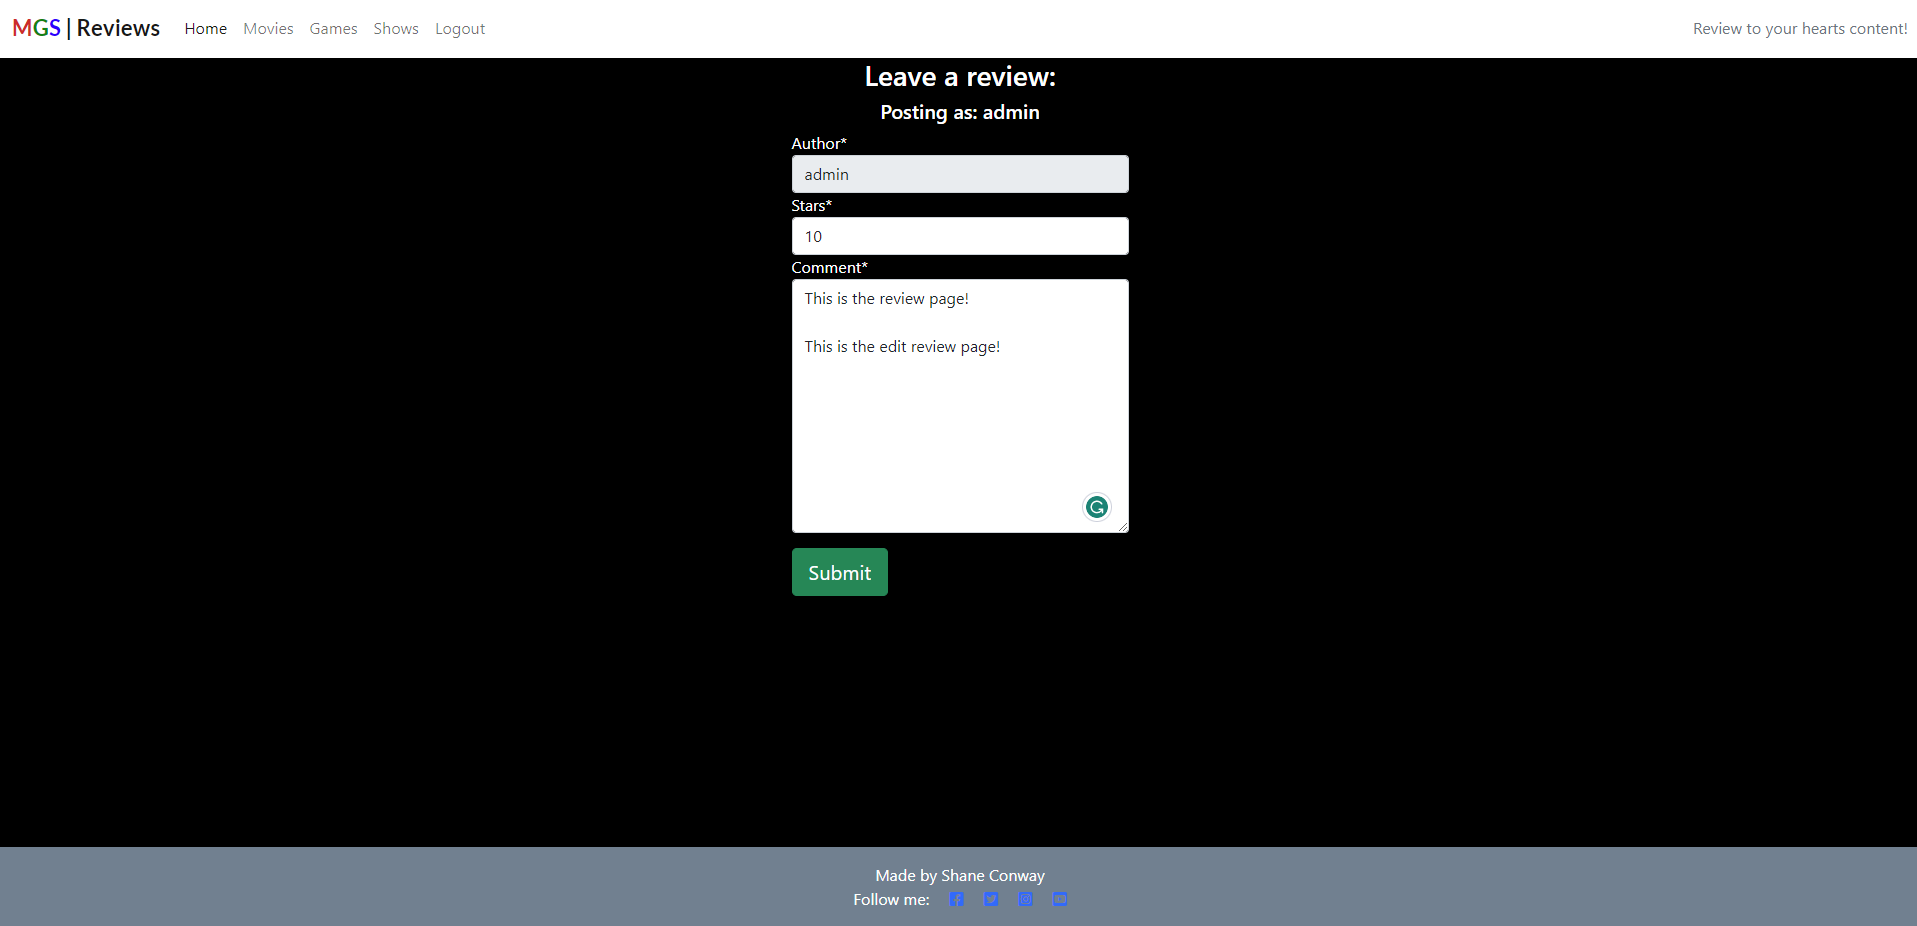 MGS | Reviews Home Movies Games Shows Logout Review to your hearts content!
Leave a review:
Posting as: admin
Author*
admin
Stars*
10
Comment*
This is the review page!
This is the edit review page!
Submit
Made by Shane Conway
Follow me: